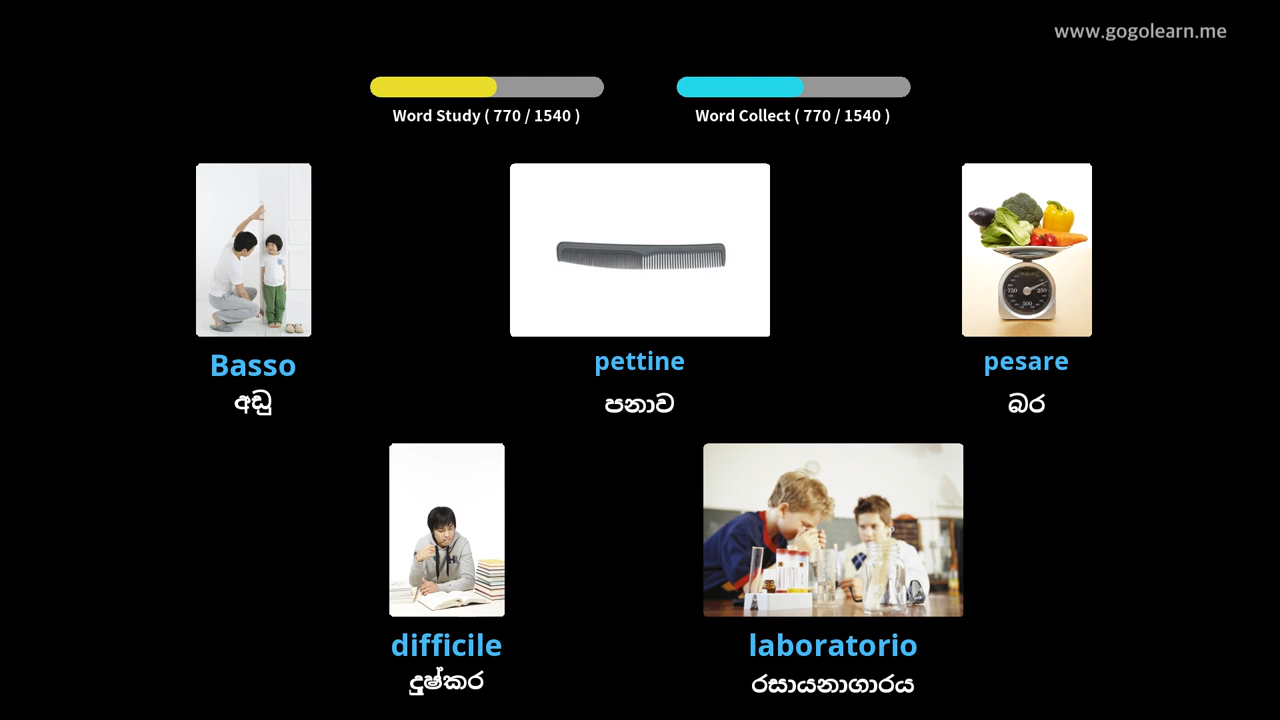 www.gogolearn.me
Word Study ( 770 / 1540 )
Word Collect ( 770 / 1540 )
Basso
අඩු
pettine
පනාව
pesare
බර
difficile
දුෂ්කර
laboratorio
රසායනාගාරය